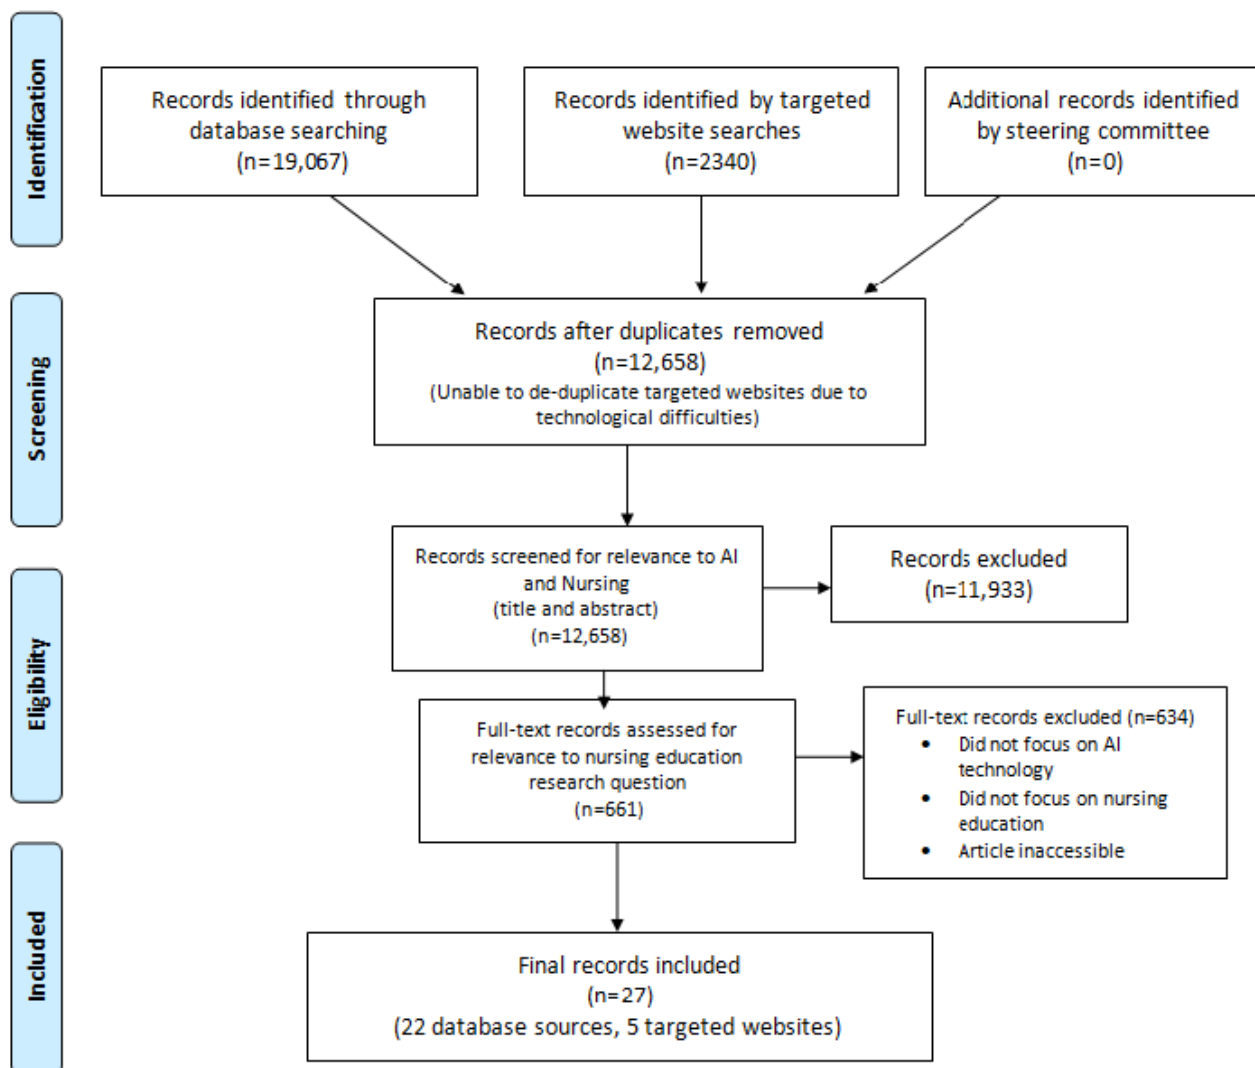 Identification
Records identified through
database searching
(n=19,067)
Records identified by targeted
website searches
(n=2340)
Additional records identified
by steering committee
(n=0)
Screening
Records after duplicates removed
(n=12,658)
(Unable to de-duplicate targeted websites due to
technological difficulties)
Eligibility
Records screened for relevance to AI
and Nursing
(title and abstract)
(n=12,658)
Records excluded
(n=11,933)
Full-text records assessed for
relevance to nursing education
research question
(n=661)
Full-text records excluded (n=634)
• Did not focus on AI
technology
• Did not focus on nursing
education
• Article inaccessible
Included
Final records included
(n=27)
(22 database sources, 5 targeted websites)